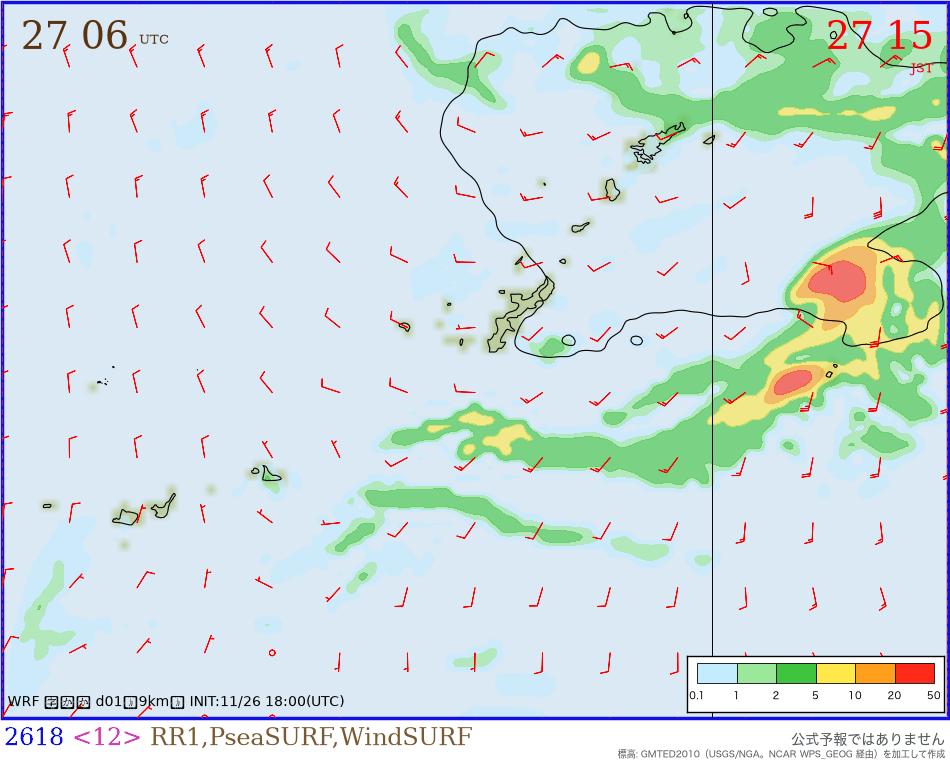 27 06 UTC
27 15
JST
WRF d01 9km INIT:11/26 18:00(UTC)
0.1 1 2 5 10 20 50
2618 <12> RR1,PseaSURF,WindSURF
公式予報ではありません
標高: GMTED2010（USGS/NGA。NCAR WPS_GEOG 経由）を加工して作成